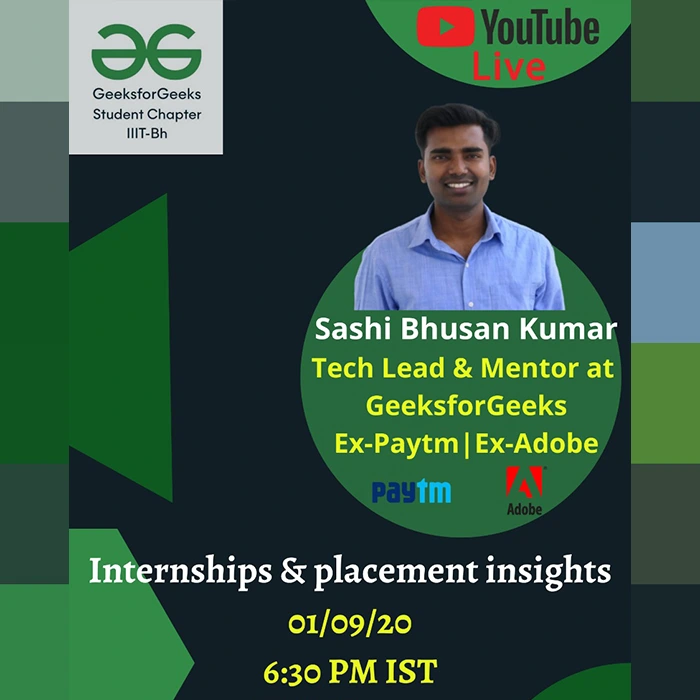 GeeksforGeeks
Student Chapter
IIIT-Bh
YouTube
Live
Sashi Bhusan Kumar
Tech Lead & Mentor at
GeeksforGeeks
Ex-Paytm|Ex-Adobe
paytm
Adobe
Internships & placement insights
01/09/20
6:30 PM IST